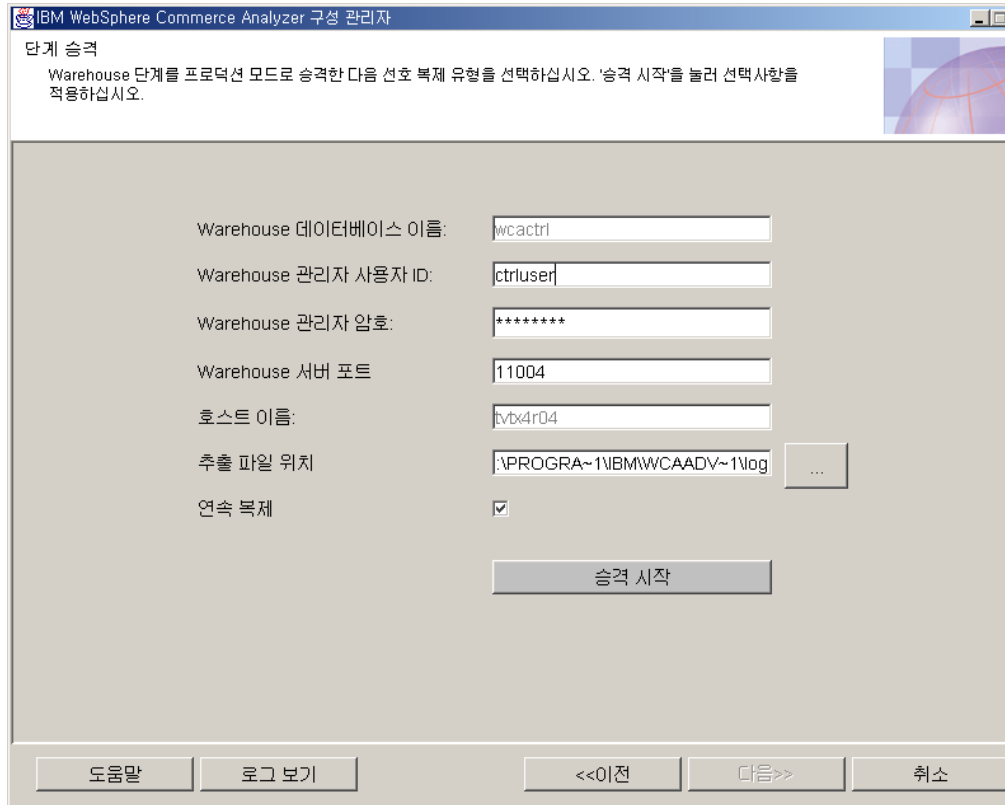 IBM WebSphere Commerce Analyzer 구성 관리자
단계 승격
Warehouse 단계를 프로덕션 모드로 승격한 다음 선호 복제 유형을 선택하십시오. '승격 시작'을 눌러 선택사항을
적용하십시오.
Warehouse 데이터베이스 이름: wcactrl
Warehouse 관리자 사용자 ID: ctrluser
Warehouse 관리자 암호: ********
Warehouse 서버 포트 11004
호스트 이름: tvtx4r04
추출 파일 위치 :\PROGRA~1\IBM\WCAADV~1\log ...
연속 복제
승격 시작
도움말 로그 보기 <<이전 다음>> 취소